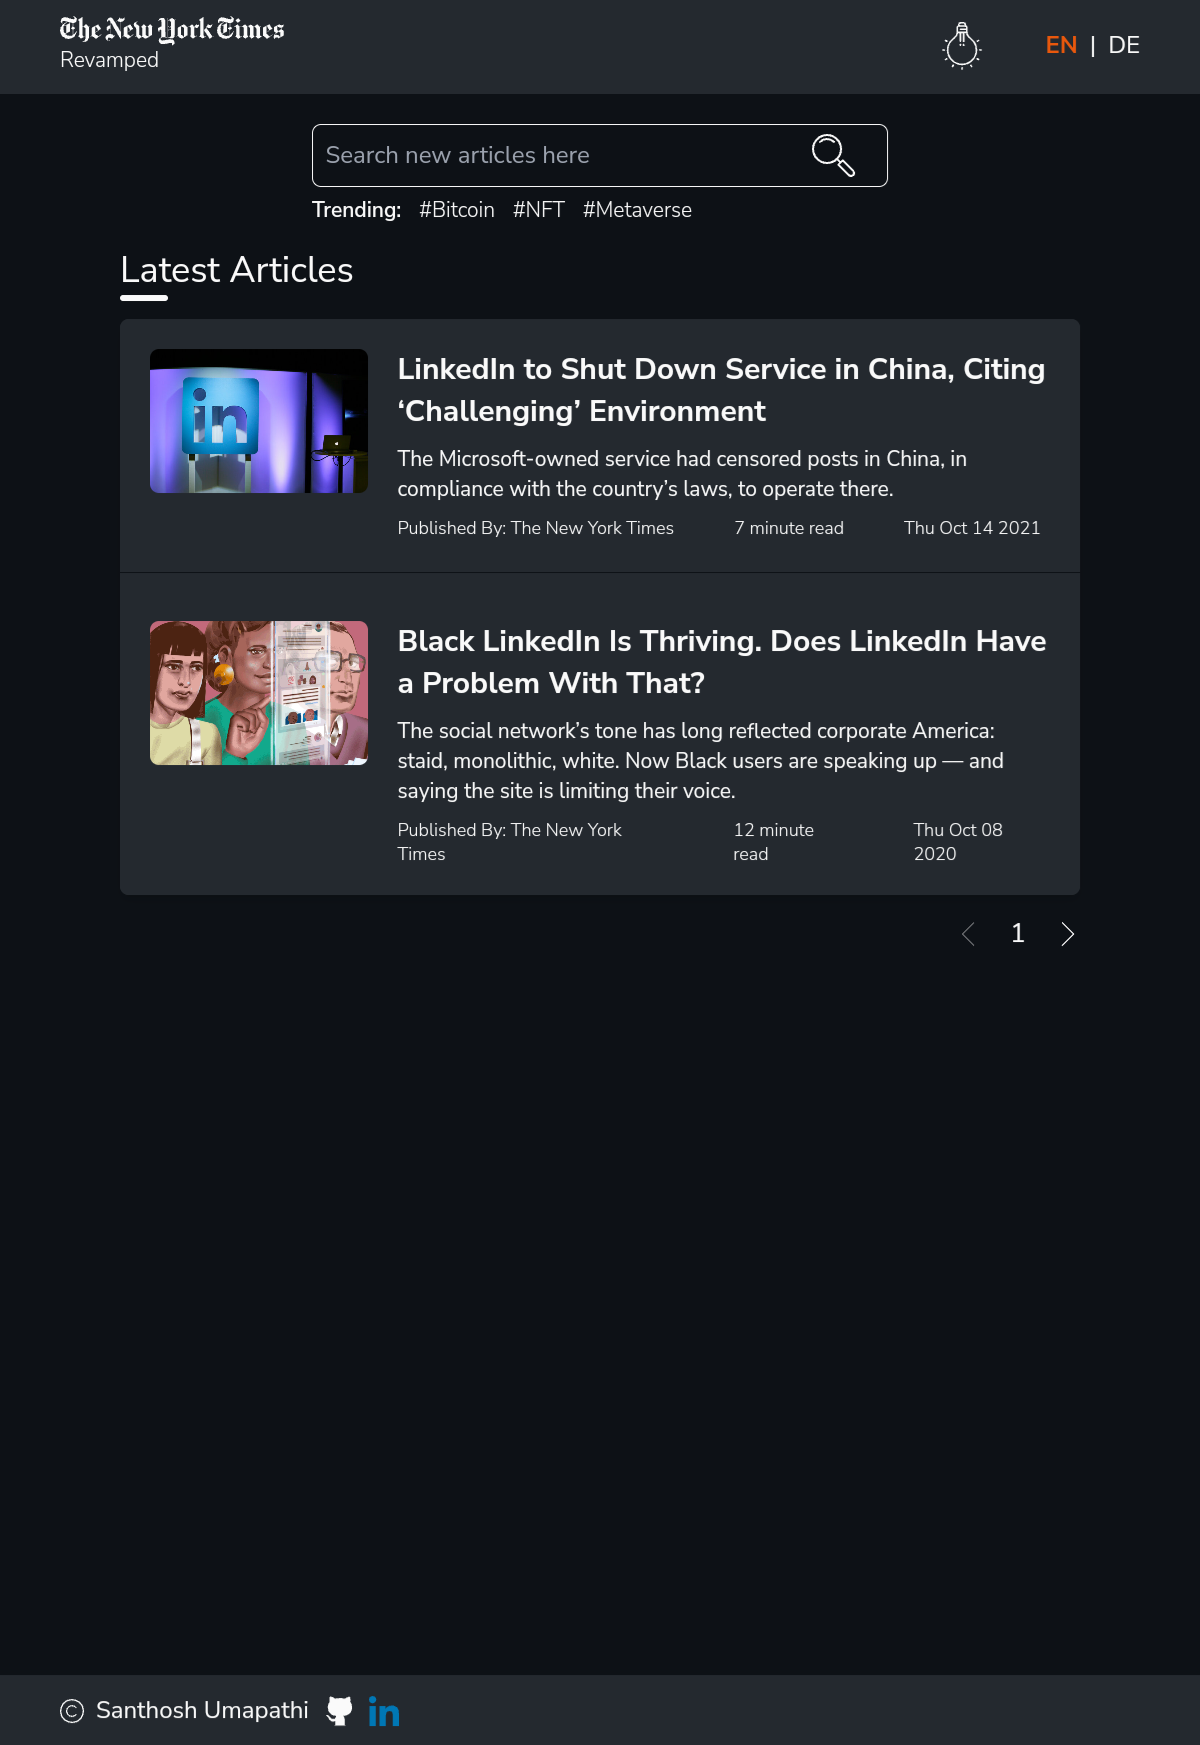 The New York Times
Revamped
EN | DE
Search new articles here
Trending: #Bitcoin #NFT #Metaverse
Latest Articles
in
LinkedIn to Shut Down Service in China, Citing
‘Challenging’ Environment
The Microsoft-owned service had censored posts in China, in
compliance with the country’s laws, to operate there.
Published By: The New York Times 7 minute read Thu Oct 14 2021
Black LinkedIn Is Thriving. Does LinkedIn Have
a Problem With That?
The social network’s tone has long reflected corporate America:
staid, monolithic, white. Now Black users are speaking up — and
saying the site is limiting their voice.
Published By: The New York
Times
12 minute
read
Thu Oct 08
2020
1
© Santhosh Umapathi in